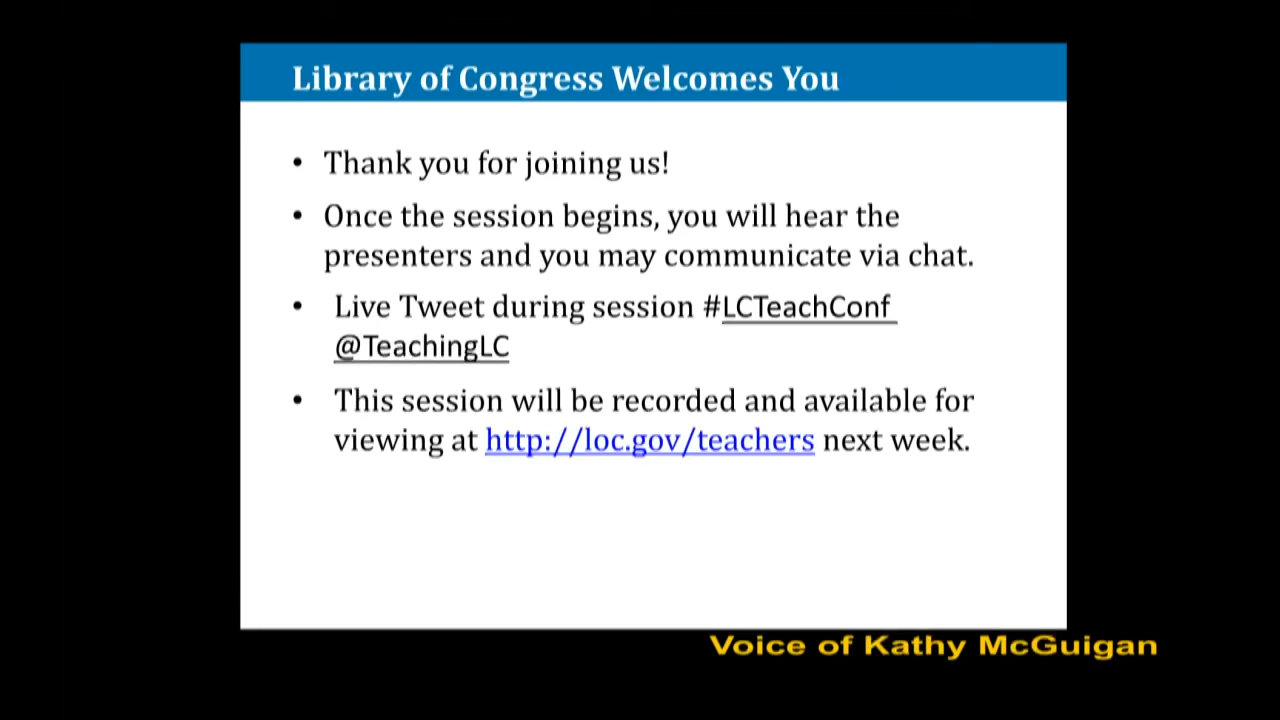 Library of Congress Welcomes You
• Thank you for joining us!
• Once the session begins, you will hear the
presenters and you may communicate via chat.
• Live Tweet during session #LCTeachConf
@TeachingLC
• This session will be recorded and available for
viewing at http://loc.gov/teachers next week.
Voice of Kathy McGuigan